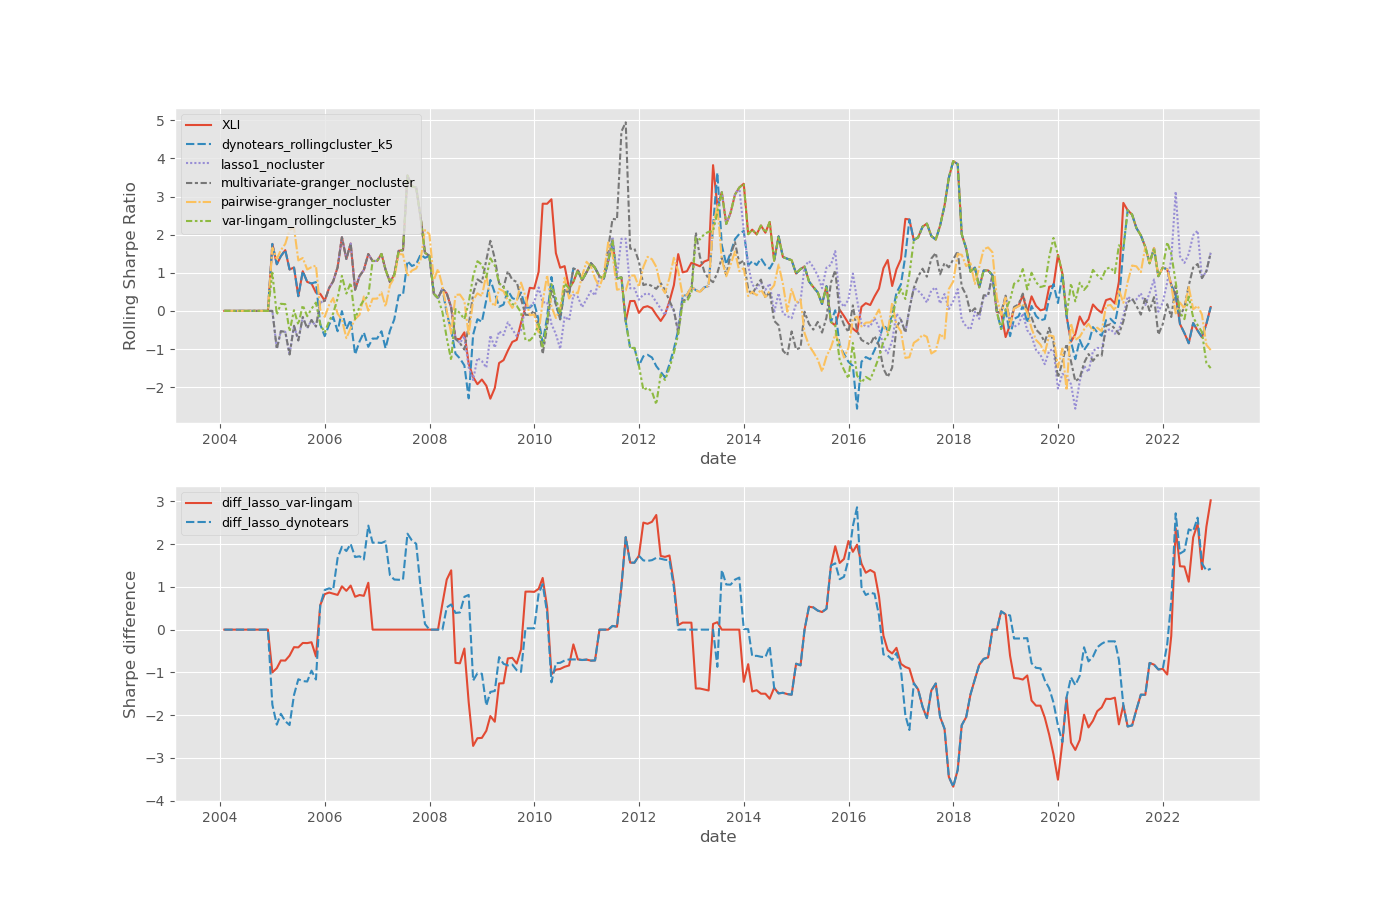 Rolling Sharpe Ratio
5
4
3
2
1
0
−1
−2
XLI
dynotears_rollingcluster_k5
lasso1_nocluster
multivariate-granger_nocluster
pairwise-granger_nocluster
var-lingam_rollingcluster_k5
2004 2006 2008 2010 2012 2014 2016 2018 2020 2022
date
Sharpe difference
3
2
1
0
−1
−2
−3
−4
diff_lasso_var-lingam
diff_lasso_dynotears
2004 2006 2008 2010 2012 2014 2016 2018 2020 2022
date